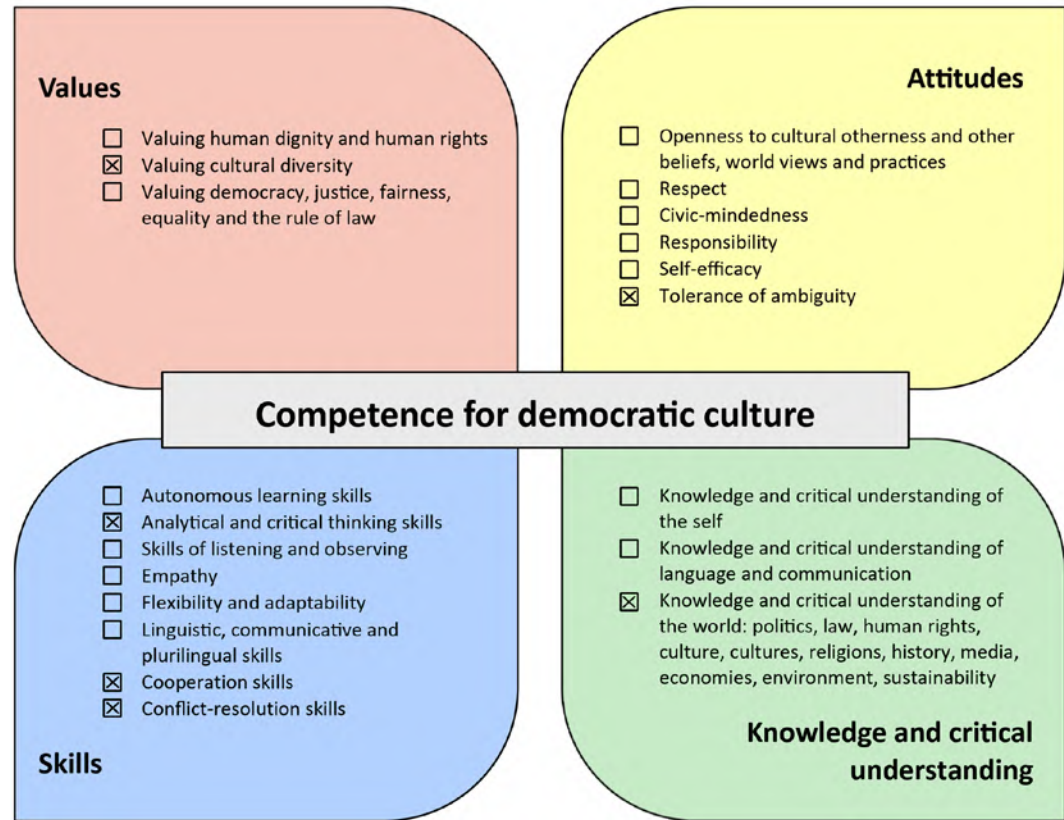 Values
☐ Valuing human dignity and human rights
☒ Valuing cultural diversity
☐ Valuing democracy, justice, fairness,
equality and the rule of law
Attitudes
☐ Openness to cultural otherness and other
beliefs, world views and practices
☐ Respect
☐ Civic-mindedness
☐ Responsibility
☐ Self-efficacy
☒ Tolerance of ambiguity
Competence for democratic culture
☐ Autonomous learning skills
☒ Analytical and critical thinking skills
☐ Skills of listening and observing
☐ Empathy
☐ Flexibility and adaptability
☐ Linguistic, communicative and
plurilingual skills
☒ Cooperation skills
☒ Conflict-resolution skills
Skills
☐ Knowledge and critical understanding of
the self
☐ Knowledge and critical understanding of
language and communication
☒ Knowledge and critical understanding of
the world: politics, law, human rights,
culture, cultures, religions, history, media,
economies, environment, sustainability
Knowledge and critical
understanding